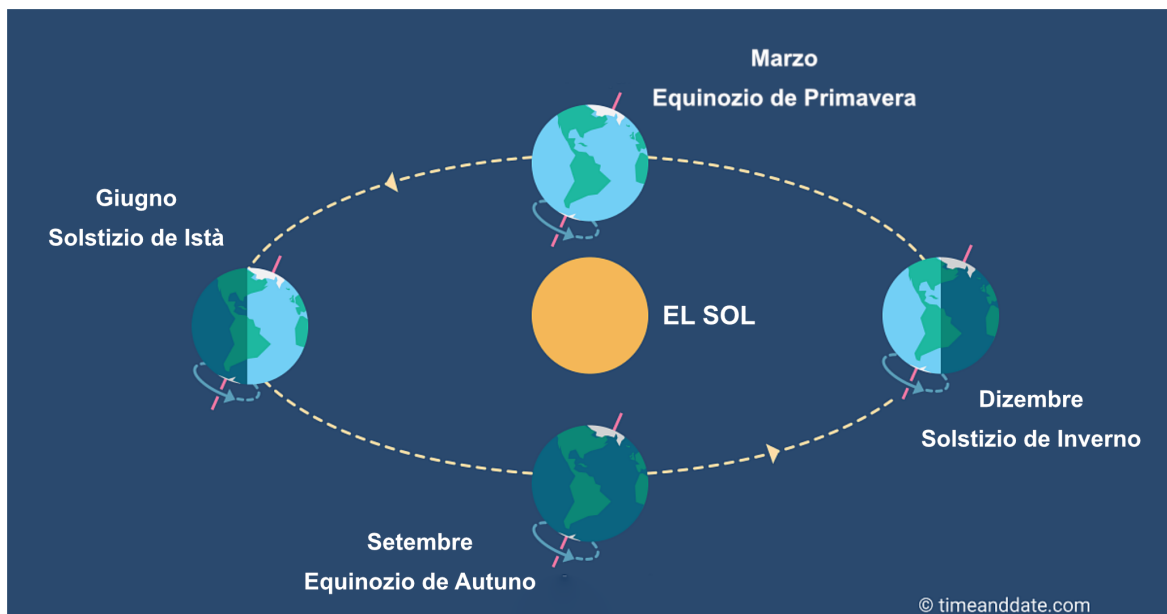 Marzo
Equinozio de Primavera
Giugno
Solstizio de Istà
EL SOL
Dizembre
Solstizio de Inverno
Setembre
Equinozio de Autuno
© timeanddate.com